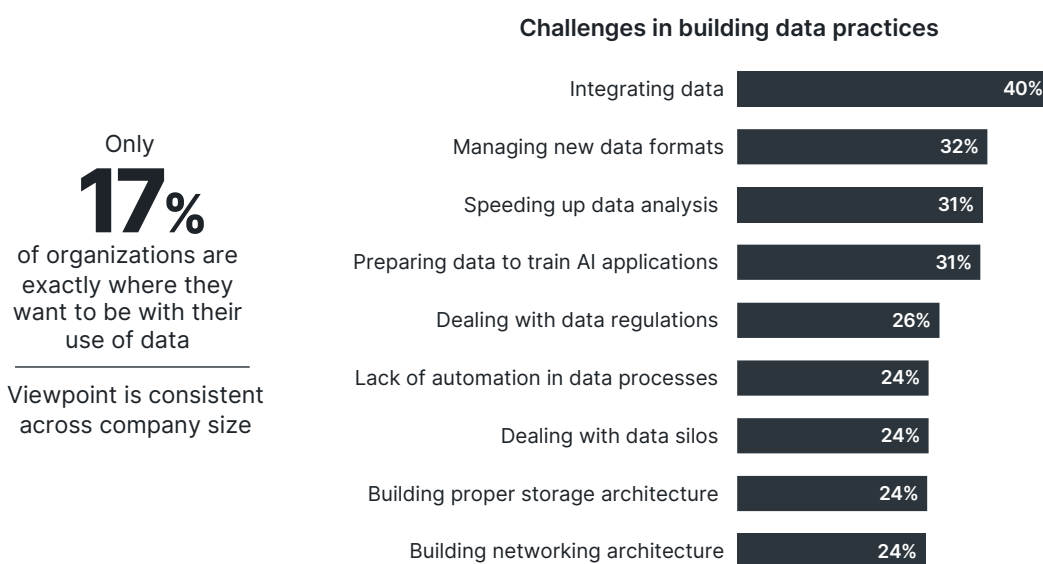 Challenges in building data practices
Only
17%
of organizations are
exactly where they
want to be with their
use of data
Viewpoint is consistent
across company size
Integrating data 40%
Managing new data formats 32%
Speeding up data analysis 31%
Preparing data to train AI applications 31%
Dealing with data regulations 26%
Lack of automation in data processes 24%
Dealing with data silos 24%
Building proper storage architecture 24%
Building networking architecture 24%